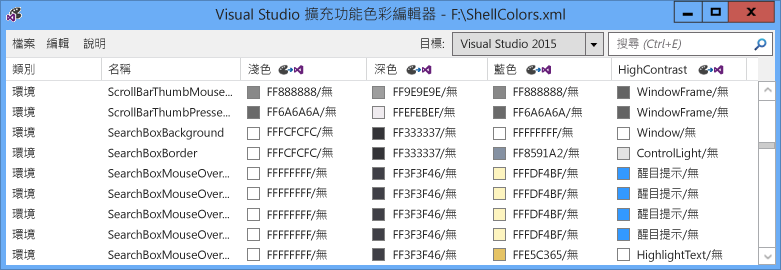 Visual Studio 擴充功能色彩編輯器 - F:\ShellColors.xml
檔案 編輯 說明 目標: Visual Studio 2015 搜尋 (Ctrl+E)
類別 名稱 淺色 深色 藍色 HighContrast
環境 ScrollBarThumbMouse... FF888888/無 FF9E9E9E/無 FF888888/無 WindowFrame/無
環境 ScrollBarThumbPresse... FF6A6A6A/無 FFEFEBEF/無 FF6A6A6A/無 WindowFrame/無
環境 SearchBoxBackground FFFCFCFC/無 FF333337/無 FFFFFFFF/無 Window/無
環境 SearchBoxBorder FFFCFCFC/無 FF333337/無 FF8591A2/無 ControlLight/無
環境 SearchBoxMouseOver... FFFFFFFF/無 FF3F3F46/無 FFFDF4BF/無 醒目提示/無
環境 SearchBoxMouseOver... FFFFFFFF/無 FF3F3F46/無 FFFDF4BF/無 醒目提示/無
環境 SearchBoxMouseOver... FFFFFFFF/無 FF3F3F46/無 FFFDF4BF/無 醒目提示/無
環境 SearchBoxMouseOver... FFFFFFFF/無 FF3F3F46/無 FFFDF4BF/無 醒目提示/無
環境 SearchBoxMouseOver... FFFFFFFF/無 FF3F3F46/無 FFE5C365/無 HighlightText/無